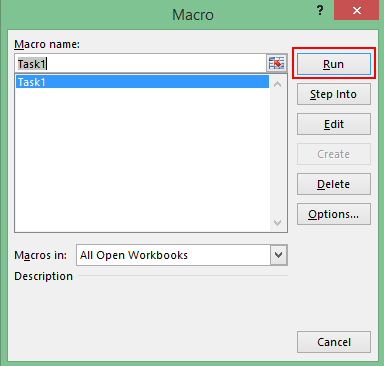 Macro
? ×
Macro name:
Task1
Run
Task1
Step Into
Edit
Create
Delete
Options...
Macros in: All Open Workbooks
Description
Cancel